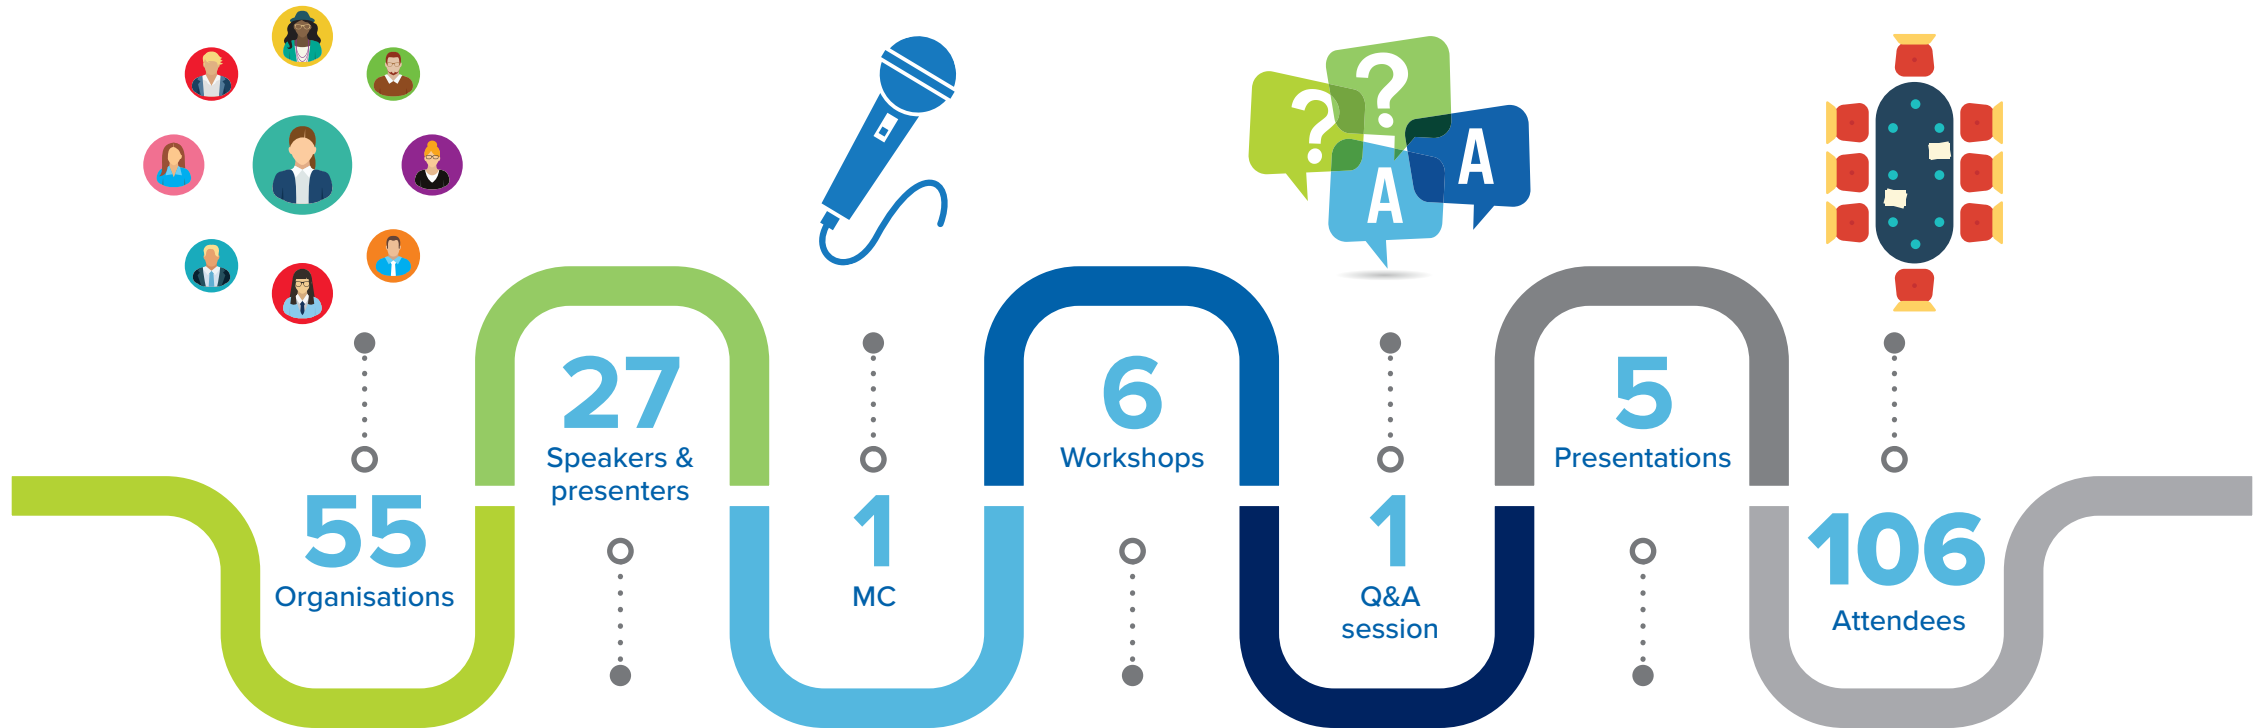 ?
?
A
A
55
Organisations
27
Speakers &
presenters
1
MC
6
Workshops
1
Q&A
session
5
Presentations
106
Attendees